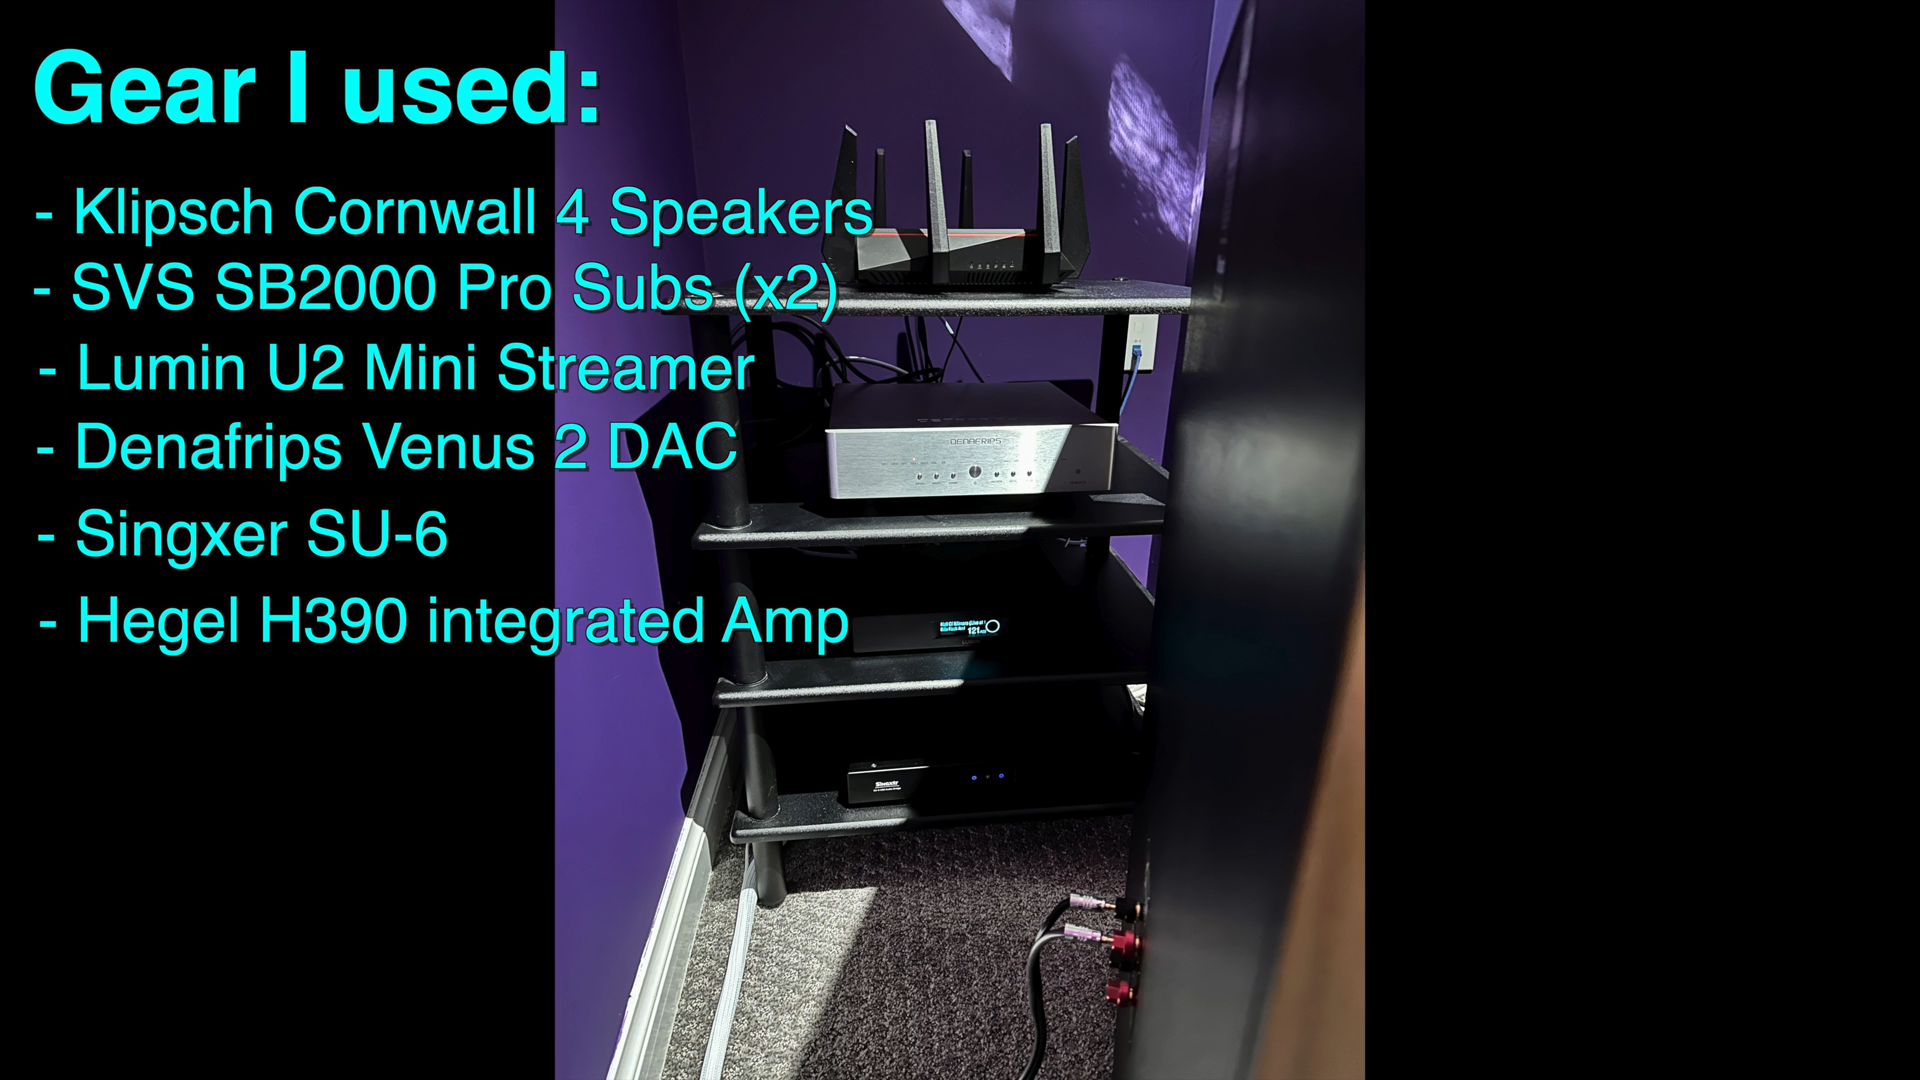 Gear I used:
- Klipsch Cornwall 4 Speakers
- SVS SB2000 Pro Subs (x2)
- Lumin U2 Mini Streamer
- Denafrips Venus 2 DAC
- Singxer SU-6
- Hegel H390 integrated Amp
DENAFRIPS
Singxer